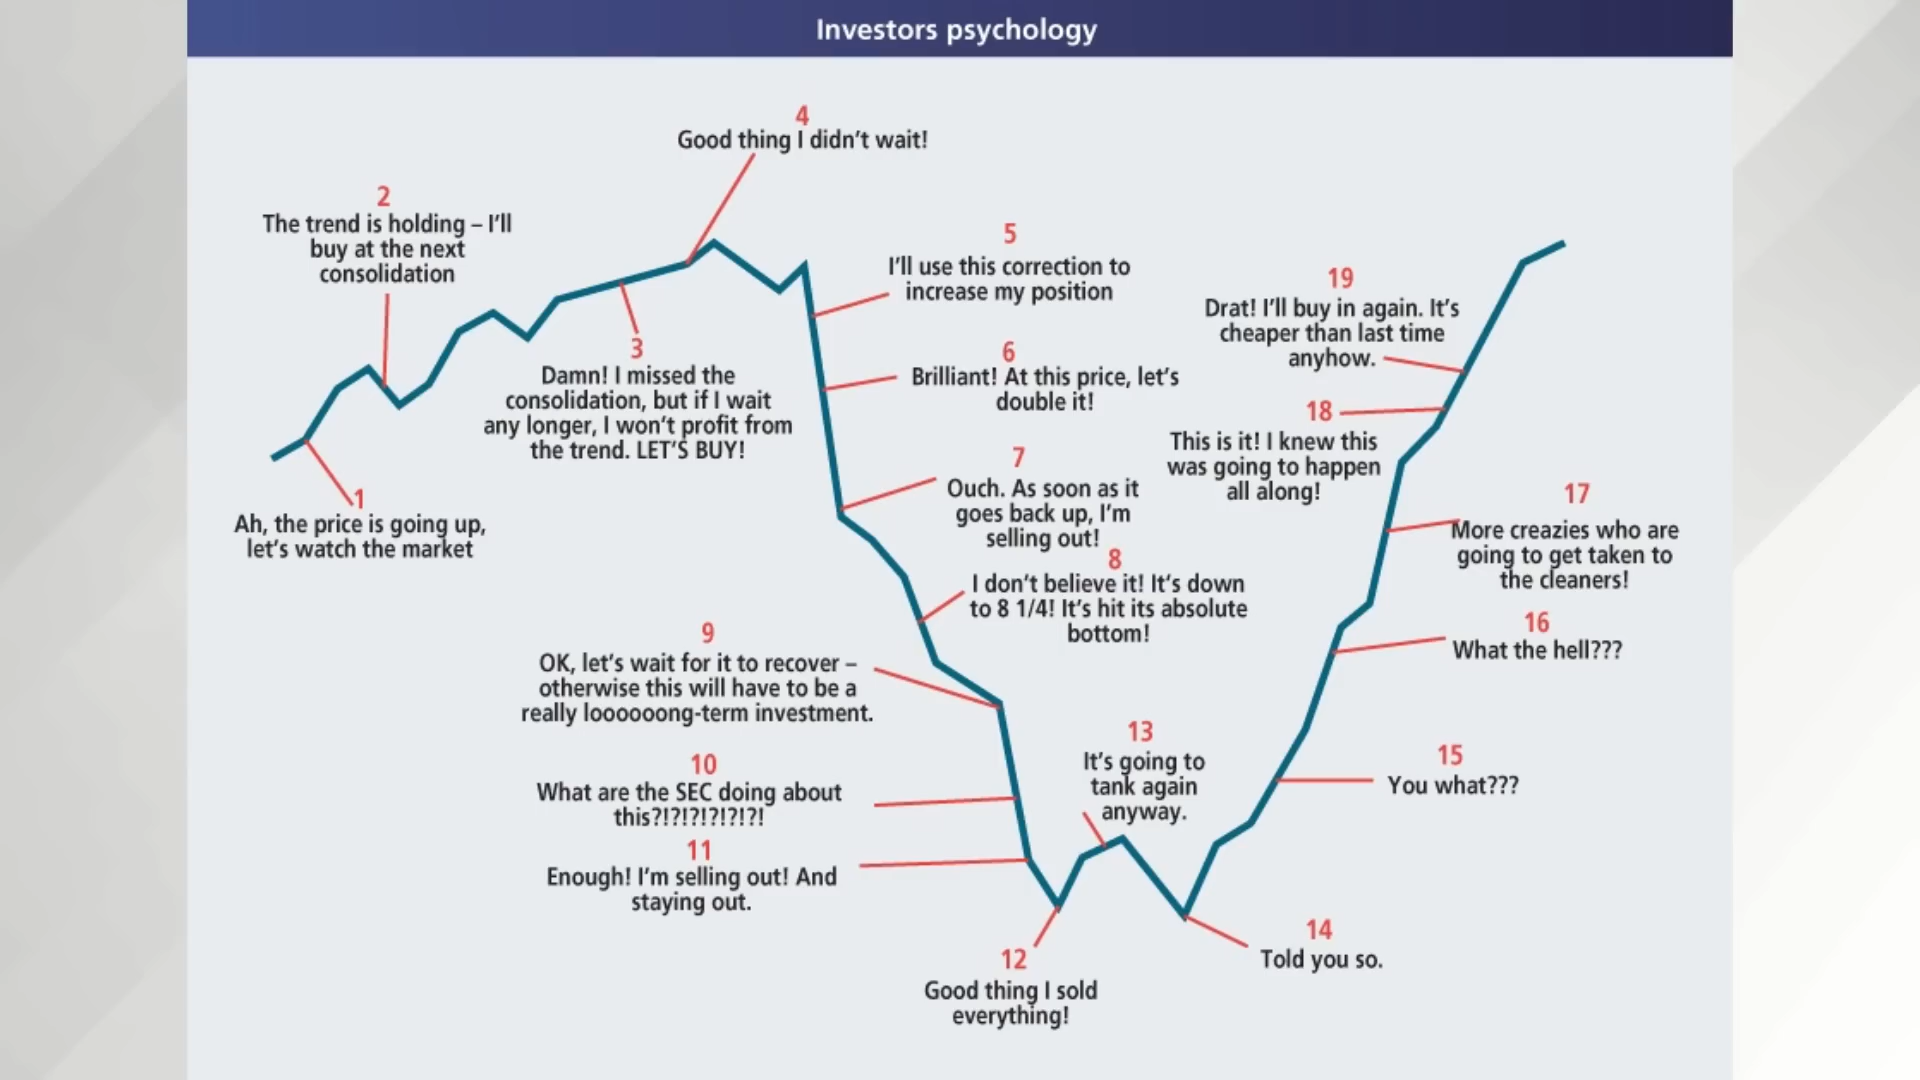 Investors psychology
1
Ah, the price is going up,
let's watch the market
2
The trend is holding – I'll
buy at the next
consolidation
3
Damn! I missed the
consolidation, but if I wait
any longer, I won't profit from
the trend. LET'S BUY!
4
Good thing I didn't wait!
5
I'll use this correction to
increase my position
6
Brilliant! At this price, let's
double it!
7
Ouch. As soon as it
goes back up, I'm
selling out!
8
I don't believe it! It's down
to 8 1/4! It's hit its absolute
bottom!
9
OK, let's wait for it to recover –
otherwise this will have to be a
really loooooong-term investment.
10
What are the SEC doing about
this?!?!?!?!?!?!
11
Enough! I'm selling out! And
staying out.
12
Good thing I sold
everything!
13
It's going to
tank again
anyway.
14
Told you so.
15
You what???
16
What the hell???
17
More creazies who are
going to get taken to
the cleaners!
18
This is it! I knew this
was going to happen
all along!
19
Drat! I'll buy in again. It's
cheaper than last time
anyhow.